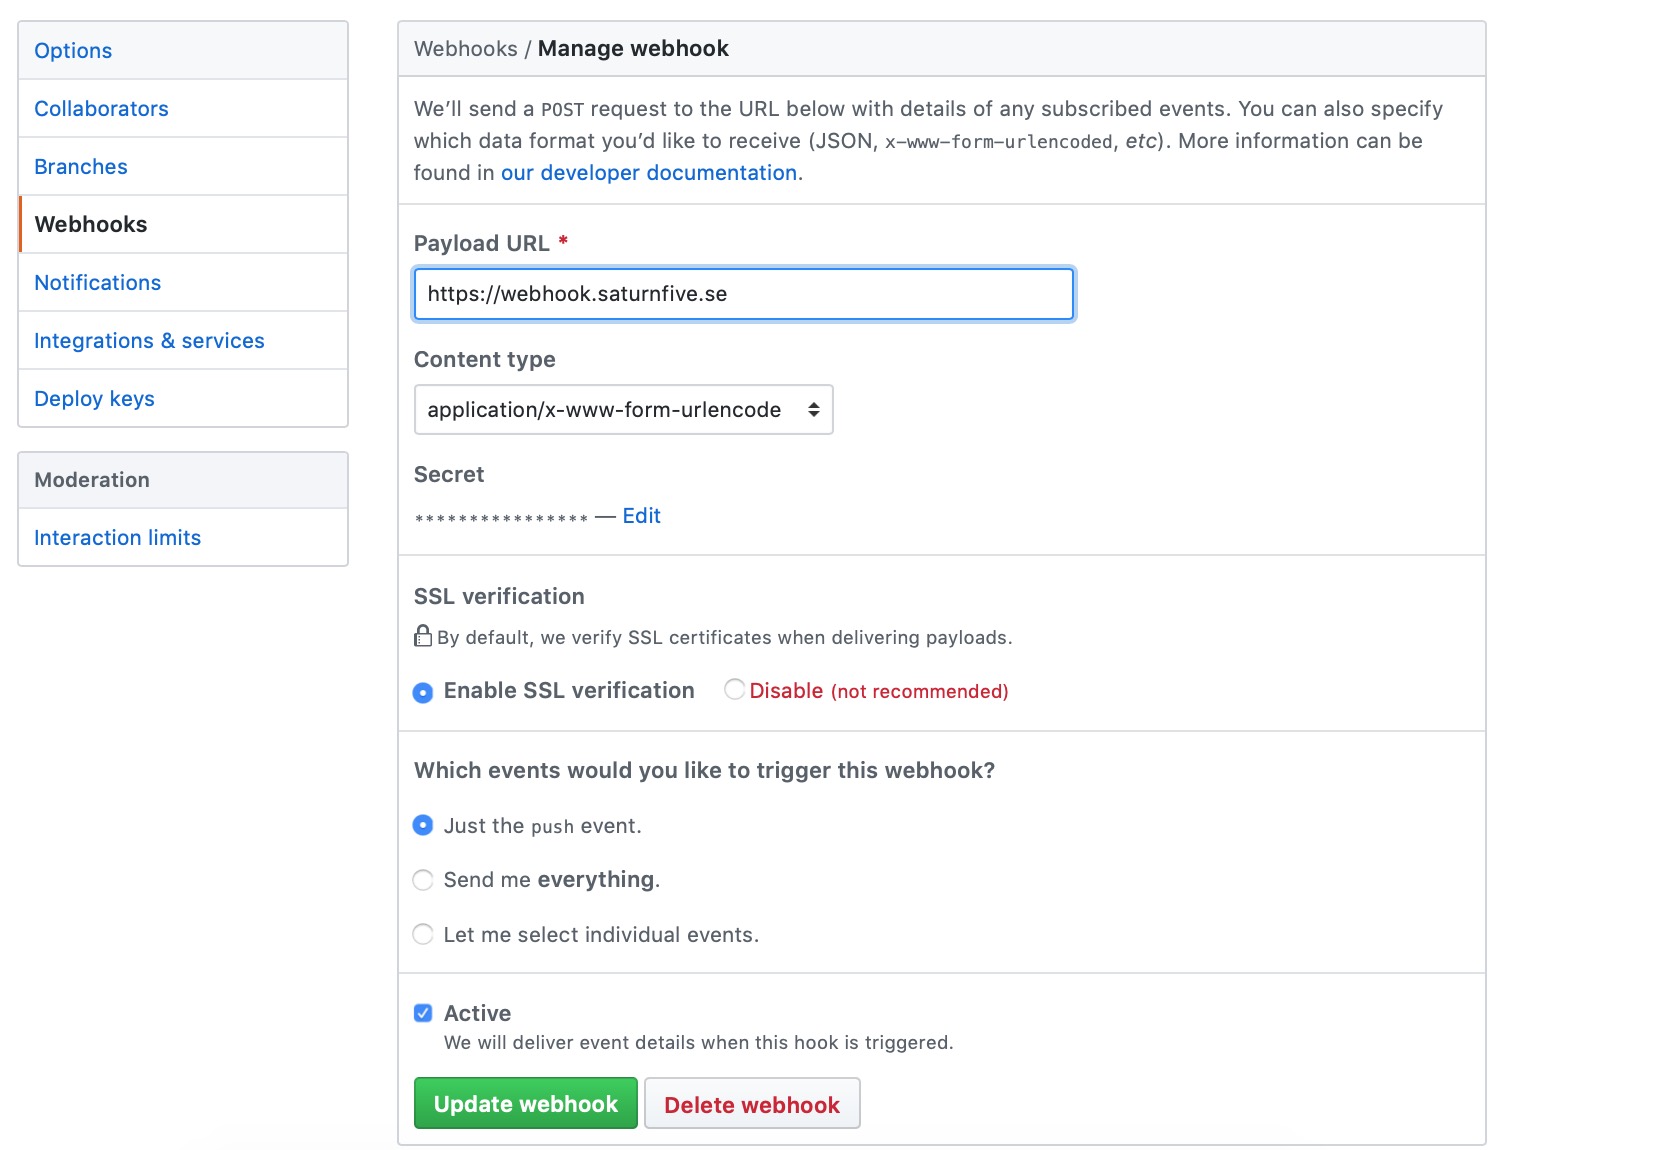 Options
Collaborators
Branches
Webhooks
Notifications
Integrations & services
Deploy keys
Moderation
Interaction limits
Webhooks / Manage webhook
We’ll send a POST request to the URL below with details of any subscribed events. You can also specify
which data format you’d like to receive (JSON, x-www-form-urlencoded, etc). More information can be
found in our developer documentation.
Payload URL *
https://webhook.saturnfive.se
Content type
application/x-www-form-urlencode
Secret
**************** — Edit
SSL verification
By default, we verify SSL certificates when delivering payloads.
Enable SSL verification Disable (not recommended)
Which events would you like to trigger this webhook?
Just the push event.
Send me everything.
Let me select individual events.
Active
We will deliver event details when this hook is triggered.
Update webhook Delete webhook